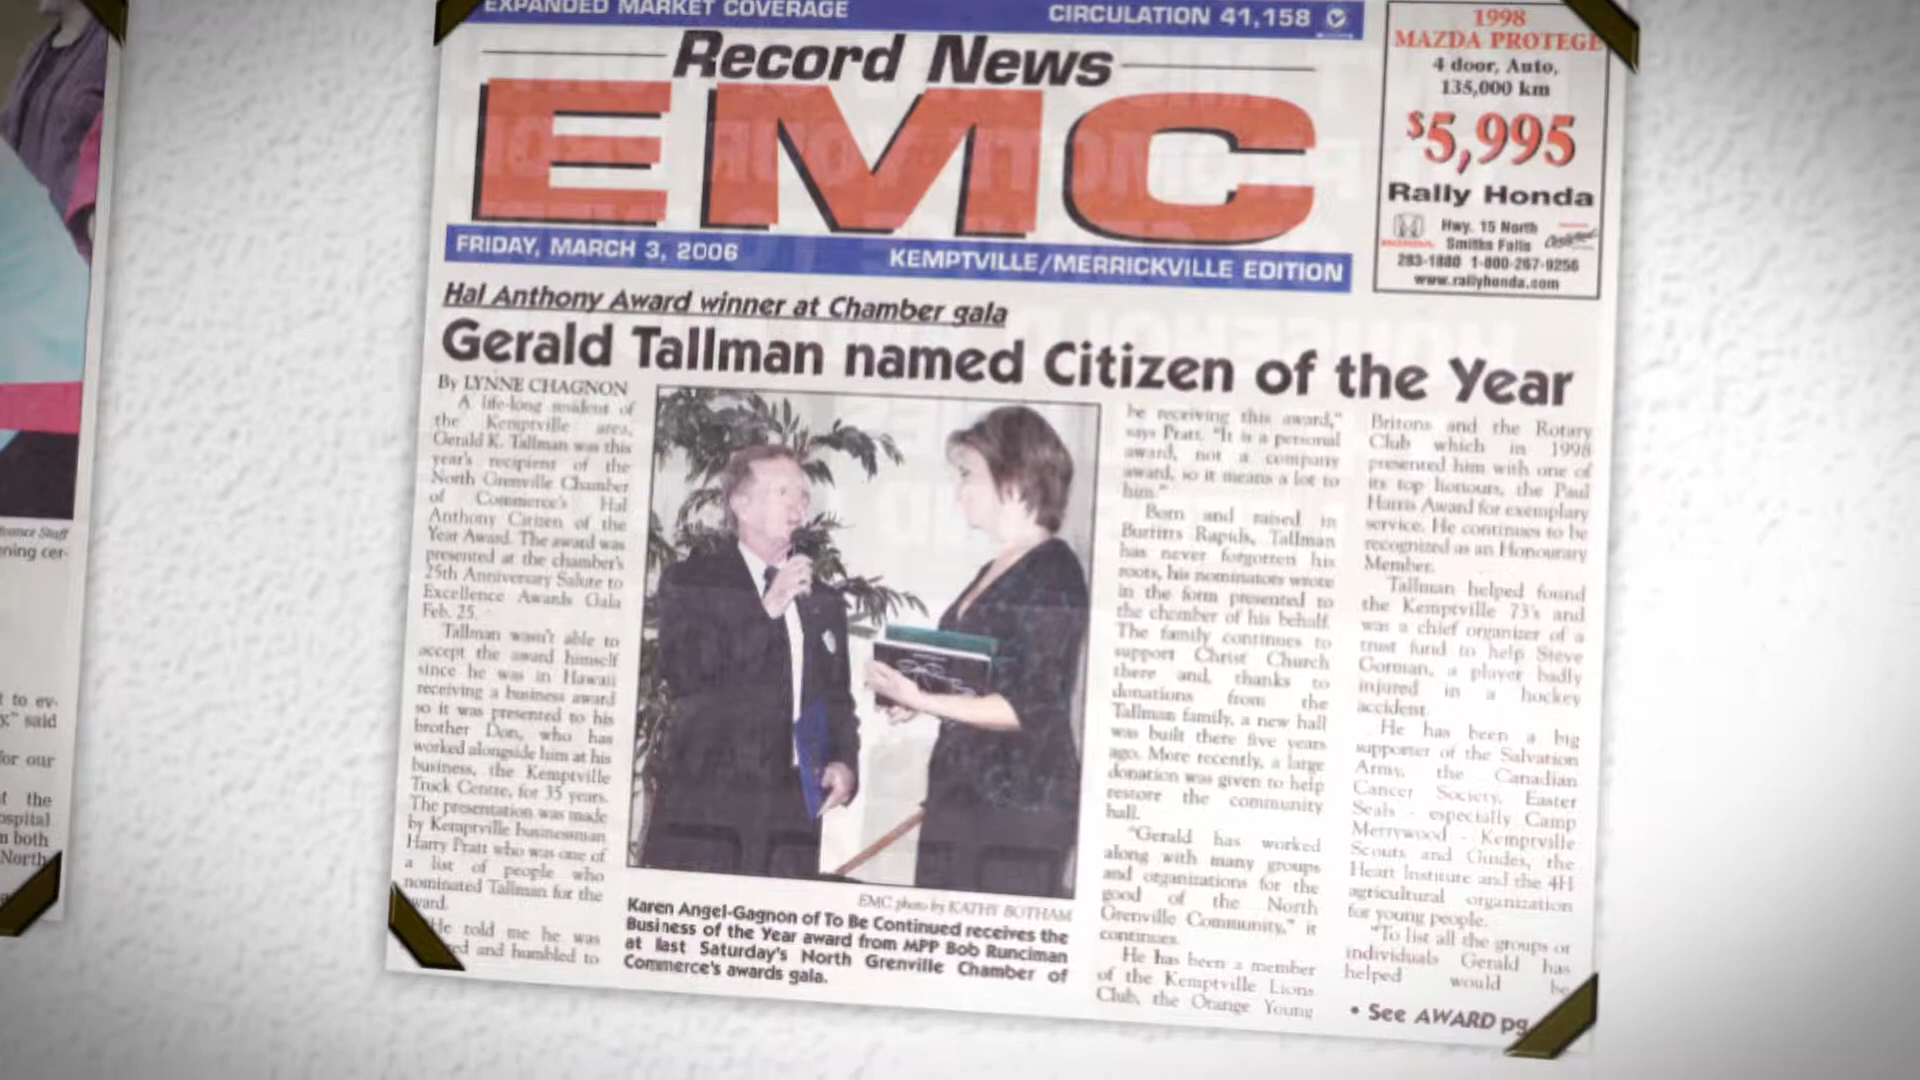 EXPANDED MARKET COVERAGE
CIRCULATION 41,158
Record News
EMC
FRIDAY, MARCH 3, 2006
KEMPTVILLE/MERRICKVILLE EDITION
1998
MAZDA PROTEGE
4 door, Auto,
135,000 km
$5,995
Rally Honda
Hwy. 15 North
Smiths Falls
HONDA
283-1880 1-800-267-9256
www.rallyhonda.com
Hal Anthony Award winner at Chamber gala
Gerald Tallman named Citizen of the Year
By LYNNE CHAGNON
A life-long resident of
the Kemptville area,
Gerald K. Tallman was this
year's recipient of the
North Grenville Chamber
of Commerce's Hal
Anthony Citizen of the
Year Award. The award was
presented at the chamber's
25th Anniversary Salute to
Excellence Awards Gala
Feb. 25.
Tallman wasn't able to
accept the award himself
since he was in Hawaii
receiving a business award
so it was presented to his
brother Don, who has
worked alongside him at his
business, the Kemptville
Truck Centre, for 35 years.
The presentation was made
by Kemptville businessman
Harry Pratt who was one of
a list of people who
nominated Tallman for the
ward.
He told me he was
ed and humbled to
EMC photo by KATHY BOTHAM
Karen Angel-Gagnon of To Be Continued receives the
Business of the Year award from MPP Bob Runciman
at last Saturday's North Grenville Chamber of
Commerce's awards gala.
be receiving this award,"
says Pratt. "It is a personal
award, not a company
award, so it means a lot to
him."
Born and raised in
Burritts Rapids, Tallman
has never forgotten his
roots, his nominators wrote
in the form presented to
the chamber of his behalf.
The family continues to
support Christ Church
there and, thanks to
donations from the
Tallman family, a new hall
was built there five years
ago. More recently, a large
donation was given to help
restore the community
hall.
"Gerald has worked
along with many groups
and organizations for the
good of the North
Grenville Community," it
continues.
He has been a member
of the Kemptville Lions
Club, the Orange Young
Britons and the Rotary
Club which in 1998
presented him with one of
its top honours, the Paul
Harris Award for exemplary
service. He continues to be
recognized as an Honourary
Member.
Tallman helped found
the Kemptville 73's and
was a chief organizer of a
trust fund to help Steve
Gorman, a player badly
injured in a hockey
accident.
He has been a big
supporter of the Salvation
Army, the Canadian
Cancer Society, Easter
Seals - especially Camp
Merrywood - Kemptville
Scouts and Guides, the
Heart Institute and the 4H
agricultural organization
for young people.
"To list all the groups or
individuals Gerald has
helped would be
• See AWARD pg
Staff
ning cer-
t to ev-
y," said
for our
t the
ospital
n both
North